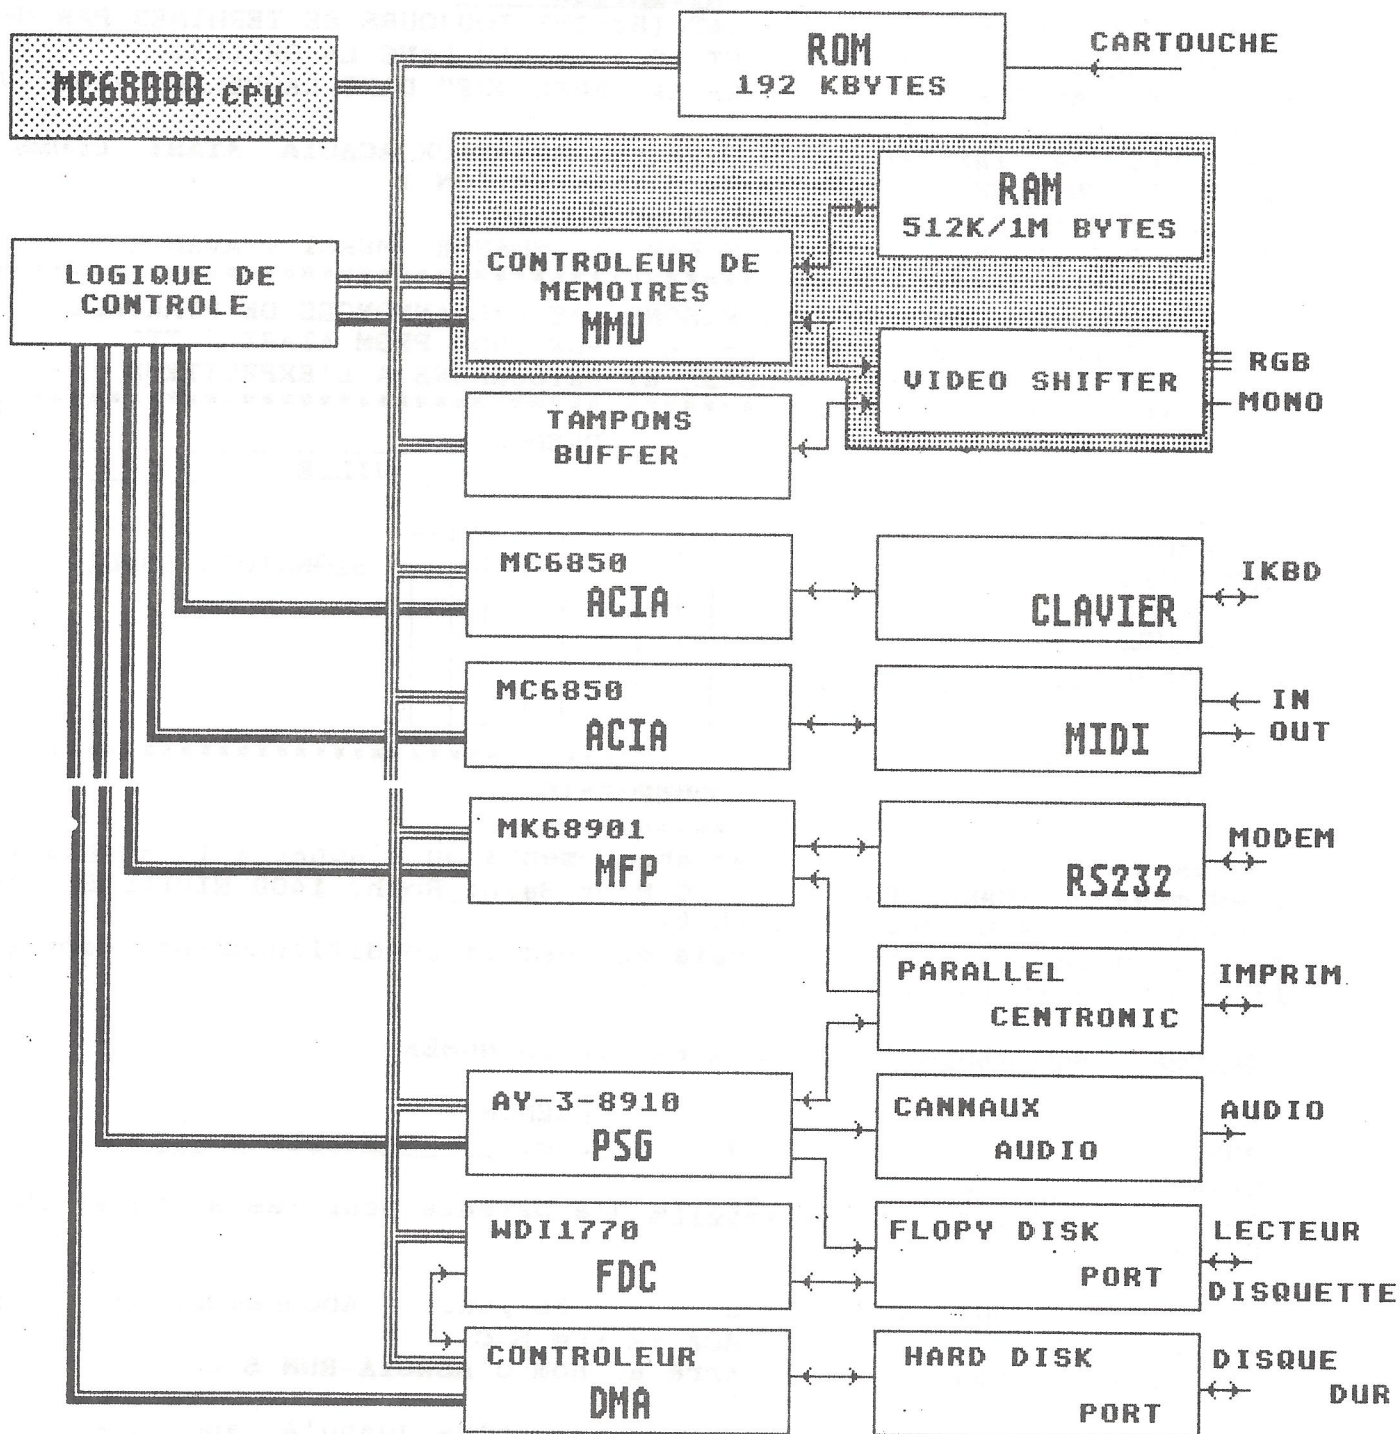 MC68000 CPU
ROM
192 KBYTES
CARTOUCHE
RAM
512K/1M BYTES
LOGIQUE DE
CONTROLE
CONTROLEUR DE
MEMOIRES
MMU
VIDEO SHIFTER
RGB
MONO
TAMPONS
BUFFER
MC6850
ACIA
CLAVIER
IKBD
MC6850
ACIA
MIDI
IN
OUT
MK68901
MFP
RS232
MODEM
PARALLEL
CENTRONIC
IMPRIM
AY-3-8910
PSG
CANNAUX
AUDIO
AUDIO
WDI1770
FDC
FLOPY DISK
PORT
LECTEUR
DISQUETTE
CONTROLEUR
DMA
HARD DISK
PORT
DISQUE
DUR